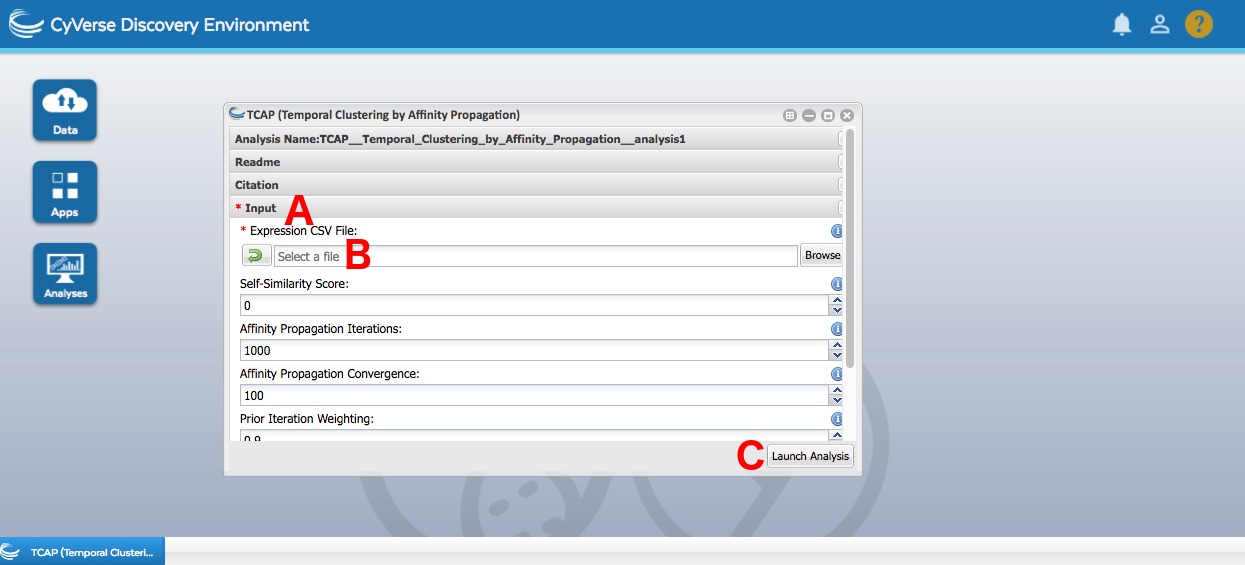 CyVerse Discovery Environment
?
Data
Apps
Analyses
TCAP (Temporal Clustering by Affinity Propagation)
Analysis Name:TCAP__Temporal_Clustering_by_Affinity_Propagation__analysis1
Readme
Citation
* Input A
* Expression CSV File:
Select a file B Browse
Self-Similarity Score:
0
Affinity Propagation Iterations:
1000
Affinity Propagation Convergence:
100
Prior Iteration Weighting:
0.9
C Launch Analysis
TCAP (Temporal Clusteri...